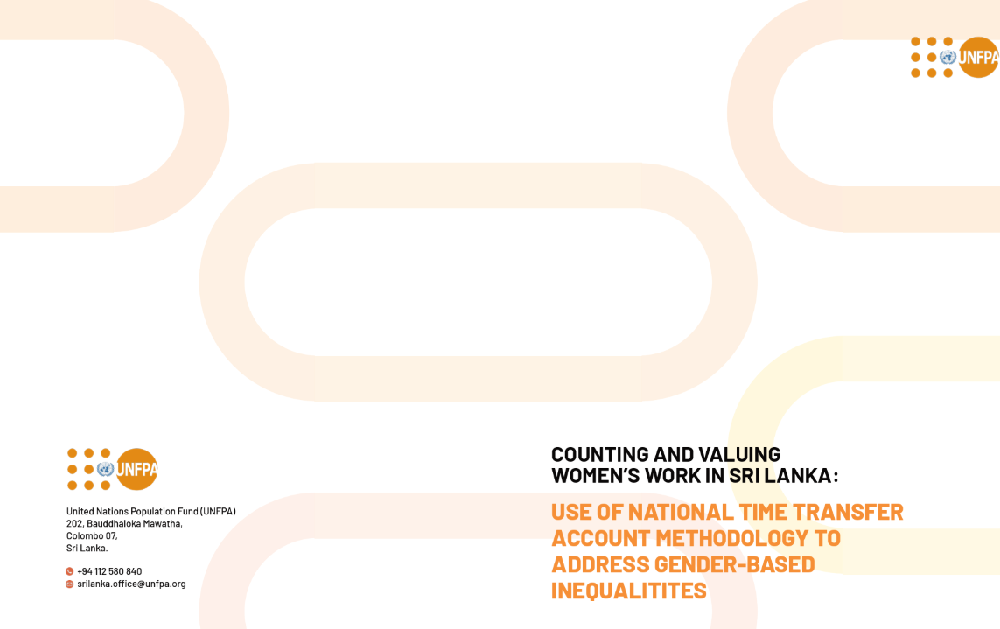 UNFPA
UNFPA
United Nations Population Fund (UNFPA)
202, Bauddhaloka Mawatha,
Colombo 07,
Sri Lanka.
+94 112 580 840
srilanka.office@unfpa.org
COUNTING AND VALUING
WOMEN'S WORK IN SRI LANKA:
USE OF NATIONAL TIME TRANSFER
ACCOUNT METHODOLOGY TO
ADDRESS GENDER-BASED
INEQUALITITES